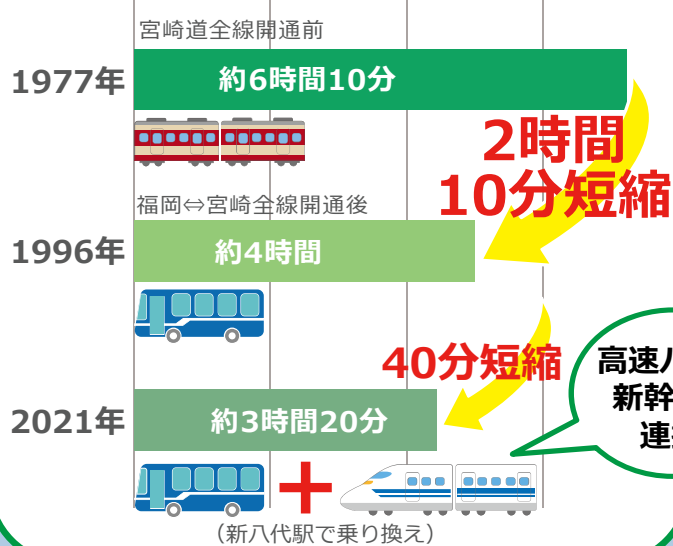 宮崎道全線開通前
1977年
約6時間10分
2時間
10分短縮
福岡⇔宮崎全線開通後
1996年
約4時間
40分短縮
高速
新幹
連
2021年
約3時間20分
+
（新八代駅で乗り換え）